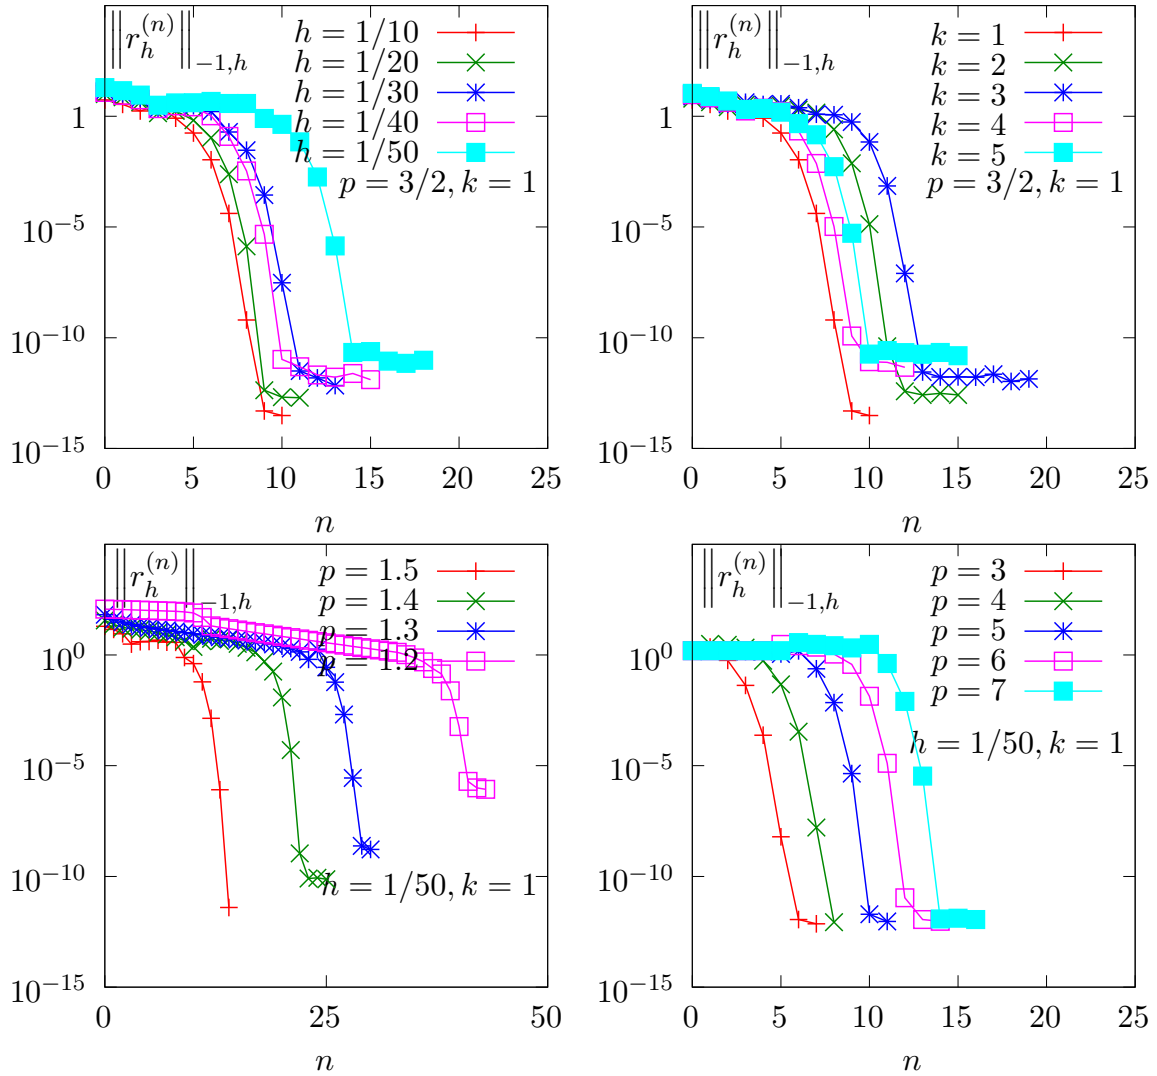 ‖r_h^{(n)}‖_{-1,h}
h = 1/10
h = 1/20
h = 1/30
h = 1/40
h = 1/50
p = 3/2, k = 1
1
10^{-5}
10^{-10}
10^{-15}
0 5 10 15 20 25
n
‖r_h^{(n)}‖_{-1,h}
k = 1
k = 2
k = 3
k = 4
k = 5
p = 3/2, k = 1
1
10^{-5}
10^{-10}
10^{-15}
0 5 10 15 20 25
n
‖r_h^{(n)}‖_{-1,h}
p = 1.5
p = 1.4
p = 1.3
p = 1.2
h = 1/50, k = 1
10^{0}
10^{-5}
10^{-10}
10^{-15}
0 25 50
n
‖r_h^{(n)}‖_{-1,h}
p = 3
p = 4
p = 5
p = 6
p = 7
h = 1/50, k = 1
10^{0}
10^{-5}
10^{-10}
10^{-15}
0 5 10 15 20 25
n